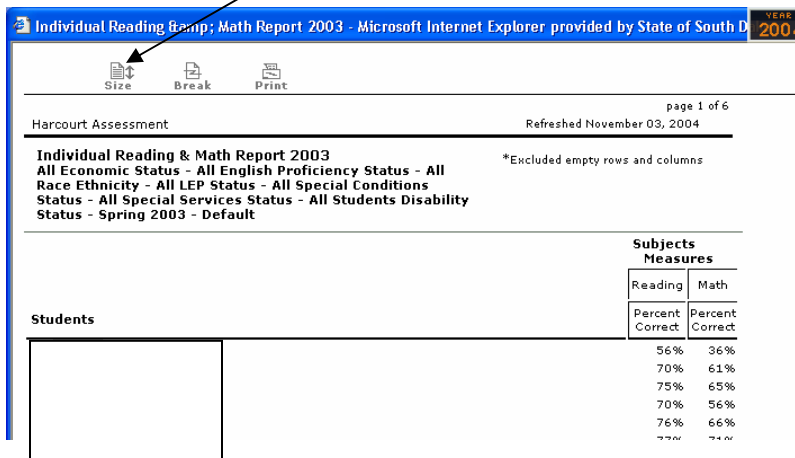 Individual Reading &amp; Math Report 2003 - Microsoft Internet Explorer provided by State of South D
YEAR
200
Size Break Print
page 1 of 6
Harcourt Assessment Refreshed November 03, 2004
Individual Reading & Math Report 2003
All Economic Status - All English Proficiency Status - All
Race Ethnicity - All LEP Status - All Special Conditions
Status - All Special Services Status - All Students Disability
Status - Spring 2003 - Default
*Excluded empty rows and columns
Subjects
Measures
Reading Math
Students
Percent Percent
Correct Correct
56% 36%
70% 61%
75% 65%
70% 56%
76% 66%
77% 71%